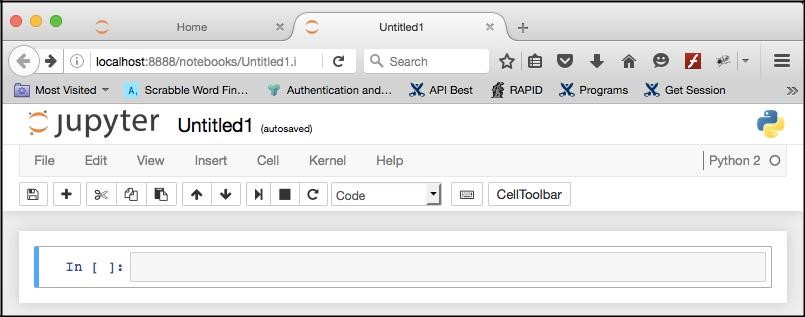 Home
Untitled1
localhost:8888/notebooks/Untitled1.i
Search
Most Visited
Scrabble Word Fin...
Authentication and...
API Best
RAPID
Programs
Get Session
jupyter Untitled1 (autosaved)
File Edit View Insert Cell Kernel Help Python 2
Code CellToolbar
In [ ]: